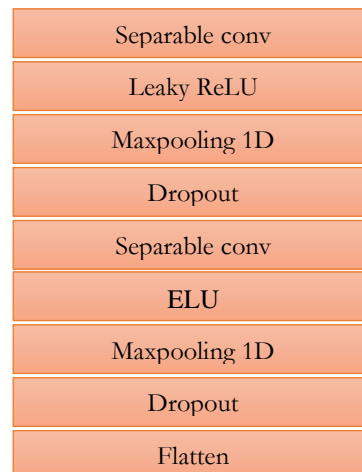 Separable conv
Leaky ReLU
Maxpooling 1D
Dropout
Separable conv
ELU
Maxpooling 1D
Dropout
Flatten